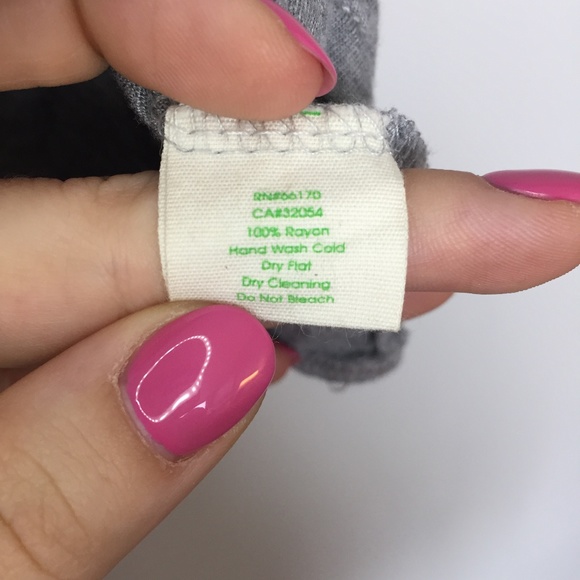 RN#66170
CA#32054
100% Rayon
Hand Wash Cold
Dry Flat
Dry Cleaning
Do Not Bleach